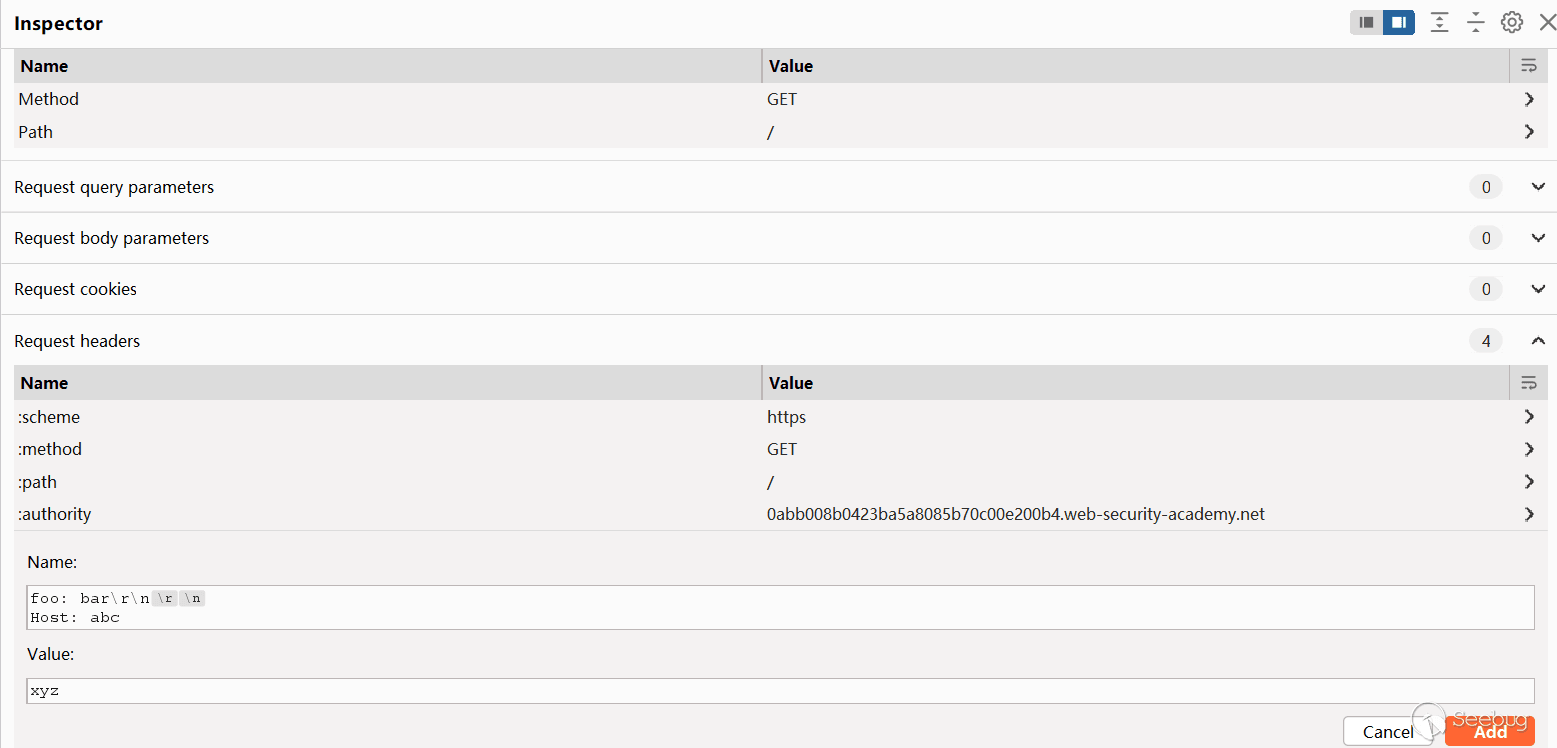 Inspector
Name Value
Method GET
Path /
Request query parameters 0
Request body parameters 0
Request cookies 0
Request headers 4
Name Value
:scheme https
:method GET
:path /
:authority 0abb008b0423ba5a8085b70c00e200b4.web-security-academy.net
Name:
foo: bar\r\n \r \n
Host: abc
Value:
xyz
Cancel Add
Seebug